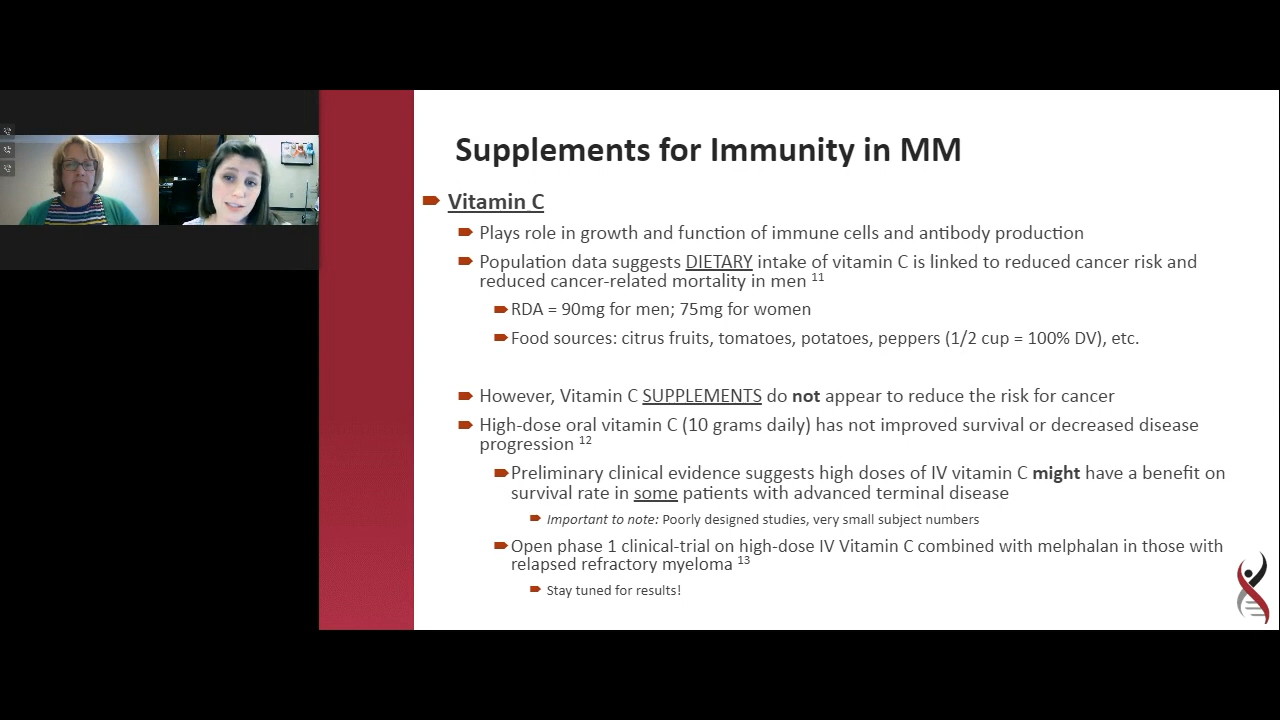 Supplements for Immunity in MM
Vitamin C
Plays role in growth and function of immune cells and antibody production
Population data suggests DIETARY intake of vitamin C is linked to reduced cancer risk and
reduced cancer-related mortality in men 11
RDA = 90mg for men; 75mg for women
Food sources: citrus fruits, tomatoes, potatoes, peppers (1/2 cup = 100% DV), etc.
However, Vitamin C SUPPLEMENTS do not appear to reduce the risk for cancer
High-dose oral vitamin C (10 grams daily) has not improved survival or decreased disease
progression 12
Preliminary clinical evidence suggests high doses of IV vitamin C might have a benefit on
survival rate in some patients with advanced terminal disease
Important to note: Poorly designed studies, very small subject numbers
Open phase 1 clinical-trial on high-dose IV Vitamin C combined with melphalan in those with
relapsed refractory myeloma 13
Stay tuned for results!